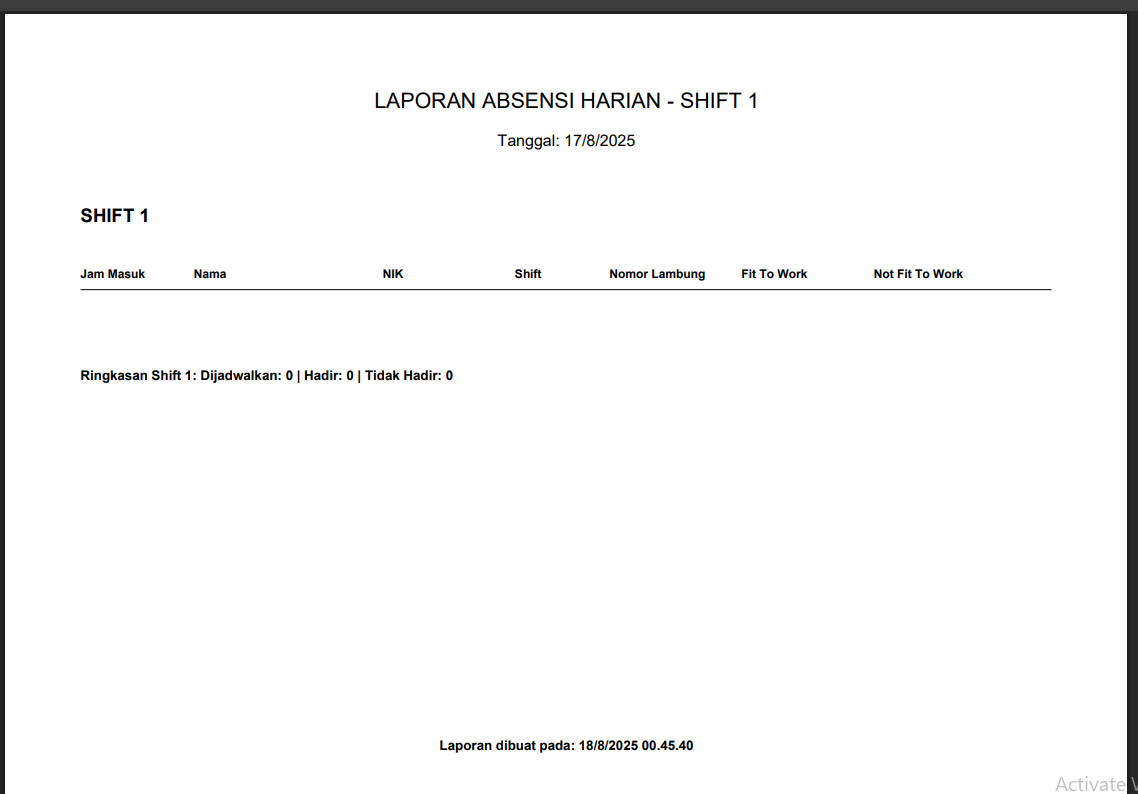 LAPORAN ABSENSI HARIAN - SHIFT 1
Tanggal: 17/8/2025
SHIFT 1
Jam Masuk Nama NIK Shift Nomor Lambung Fit To Work Not Fit To Work
Ringkasan Shift 1: Dijadwalkan: 0 | Hadir: 0 | Tidak Hadir: 0
Laporan dibuat pada: 18/8/2025 00.45.40
Activate